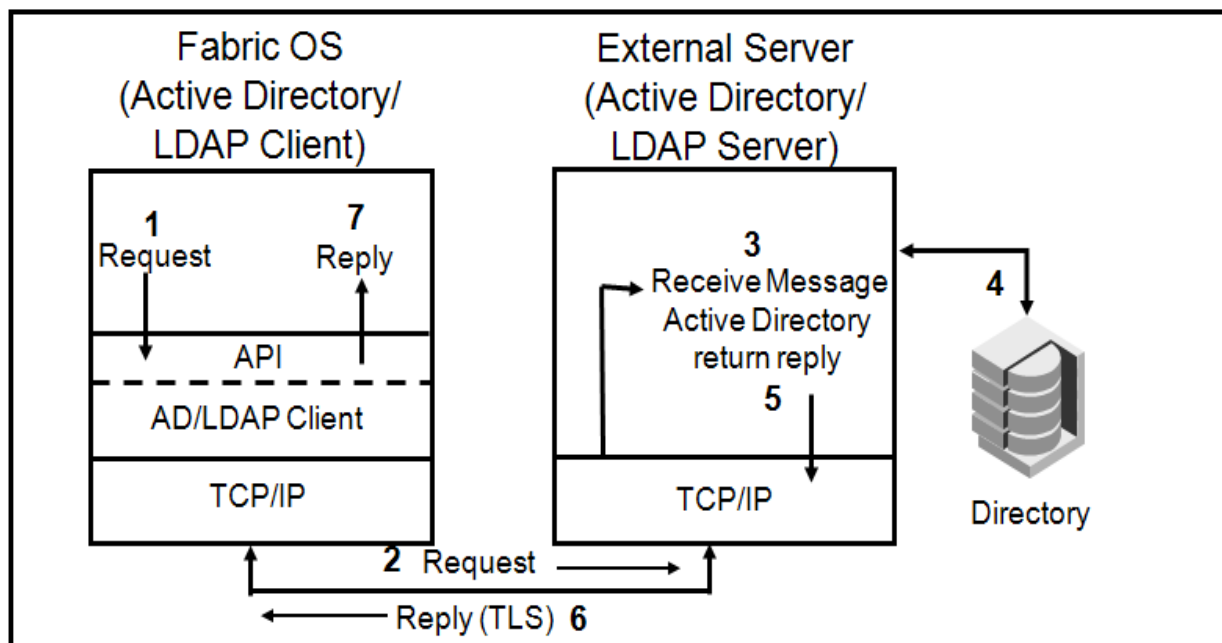 Fabric OS
(Active Directory/
LDAP Client)
External Server
(Active Directory/
LDAP Server)
1
Request
7
Reply
API
AD/LDAP Client
TCP/IP
3
Receive Message
Active Directory
return reply
5
TCP/IP
4
Directory
2 Request
Reply (TLS) 6